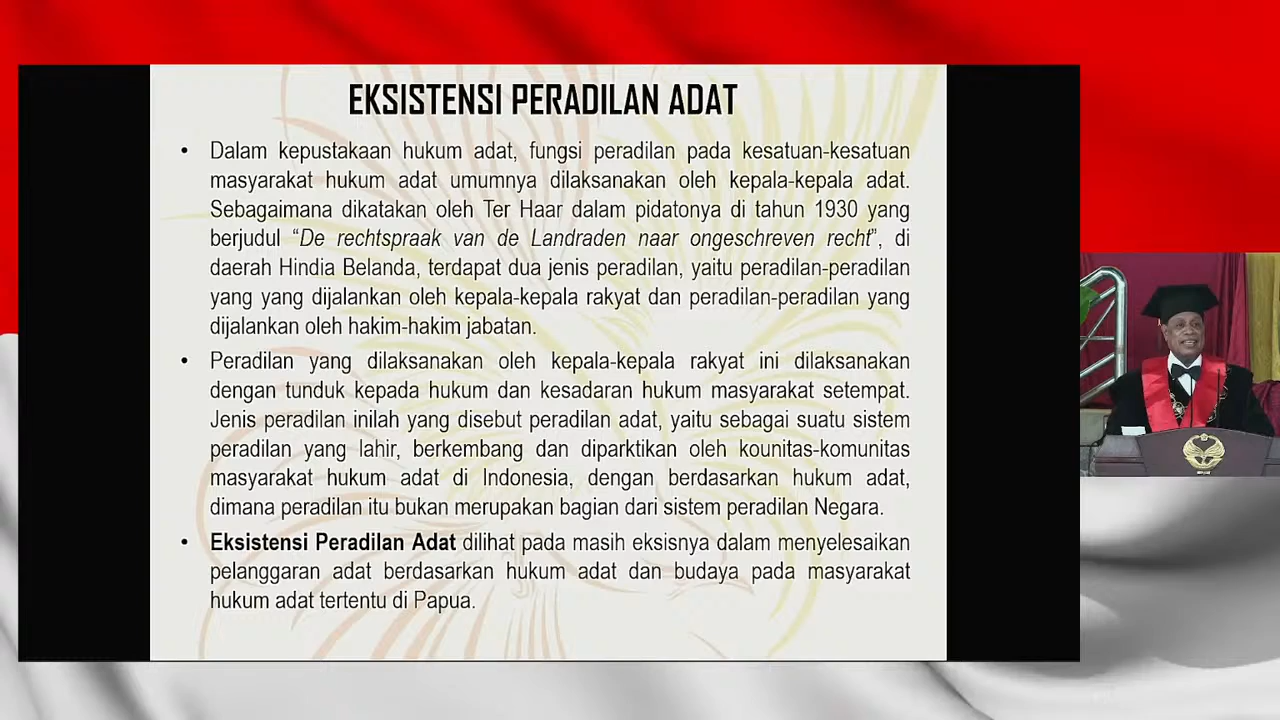 EKSISTENSI PERADILAN ADAT
• Dalam kepustakaan hukum adat, fungsi peradilan pada kesatuan-kesatuan
masyarakat hukum adat umumnya dilaksanakan oleh kepala-kepala adat.
Sebagaimana dikatakan oleh Ter Haar dalam pidatonya di tahun 1930 yang
berjudul “De rechtspraak van de Landraden naar ongeschreven recht”, di
daerah Hindia Belanda, terdapat dua jenis peradilan, yaitu peradilan-peradilan
yang yang dijalankan oleh kepala-kepala rakyat dan peradilan-peradilan yang
dijalankan oleh hakim-hakim jabatan.
• Peradilan yang dilaksanakan oleh kepala-kepala rakyat ini dilaksanakan
dengan tunduk kepada hukum dan kesadaran hukum masyarakat setempat.
Jenis peradilan inilah yang disebut peradilan adat, yaitu sebagai suatu sistem
peradilan yang lahir, berkembang dan diparktikan oleh kounitas-komunitas
masyarakat hukum adat di Indonesia, dengan berdasarkan hukum adat,
dimana peradilan itu bukan merupakan bagian dari sistem peradilan Negara.
• Eksistensi Peradilan Adat dilihat pada masih eksisnya dalam menyelesaikan
pelanggaran adat berdasarkan hukum adat dan budaya pada masyarakat
hukum adat tertentu di Papua.